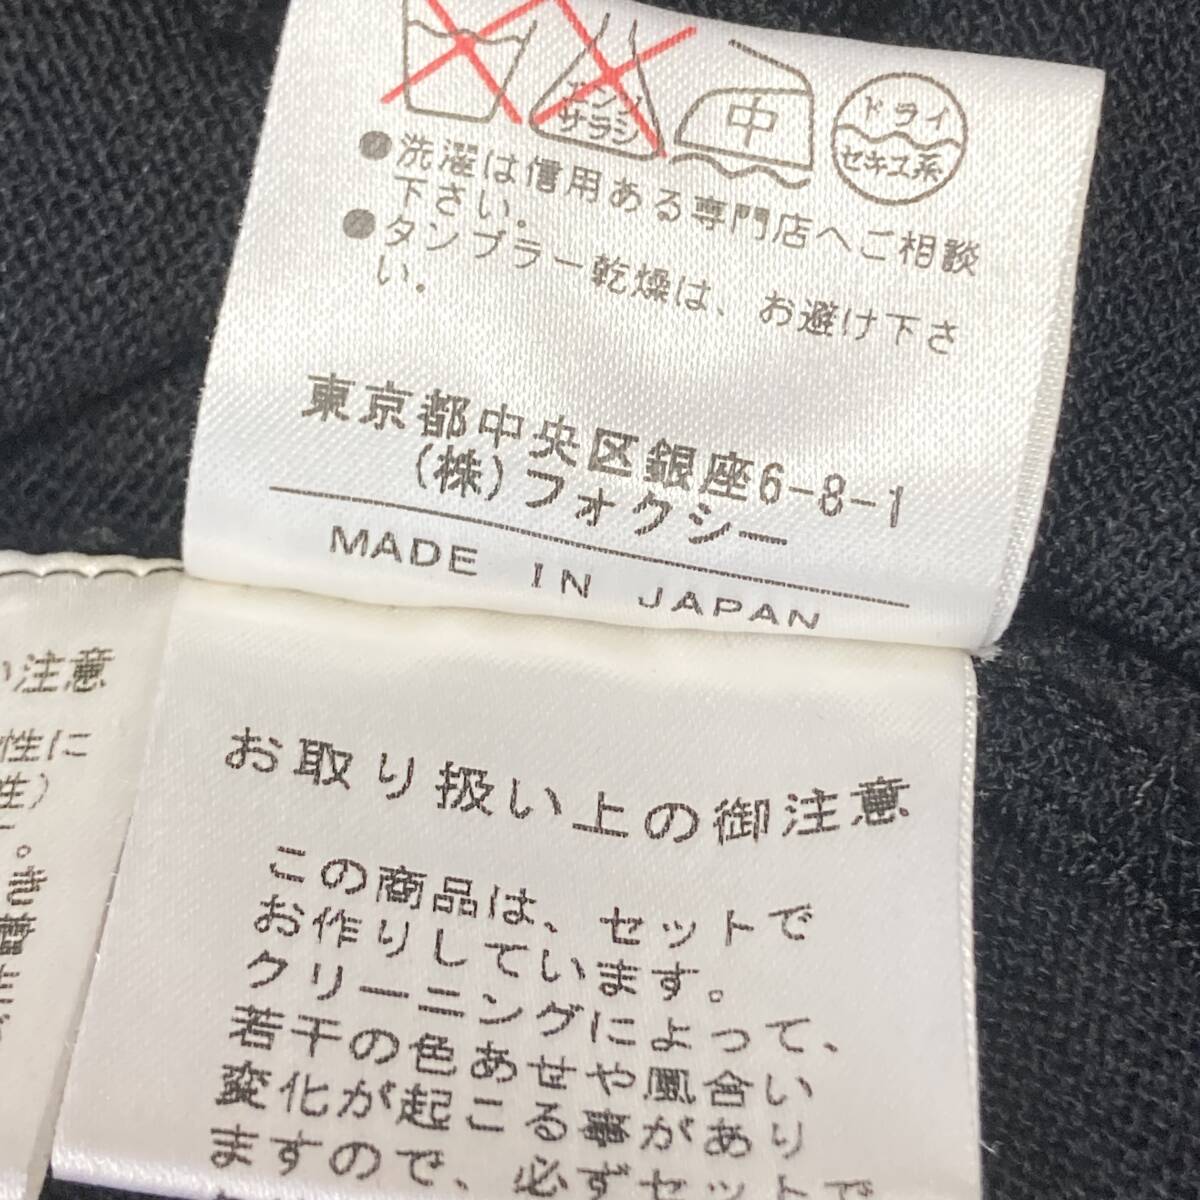 エンソ
サラシ
中
ドライ
セキユ系
●洗濯は信用ある専門店へご相談
下さい。
●タンブラー乾燥は、お避け下さ
い。
東京都中央区銀座6-8-1
(株)フォクシー
MADE IN JAPAN
い注意
性に
性)
お取り扱い上の御注意
この商品は、セットで
お作りしています。
クリーニングによって、
若干の色あせや風合い
変化が起こる事があり
ますので、必ずセットで